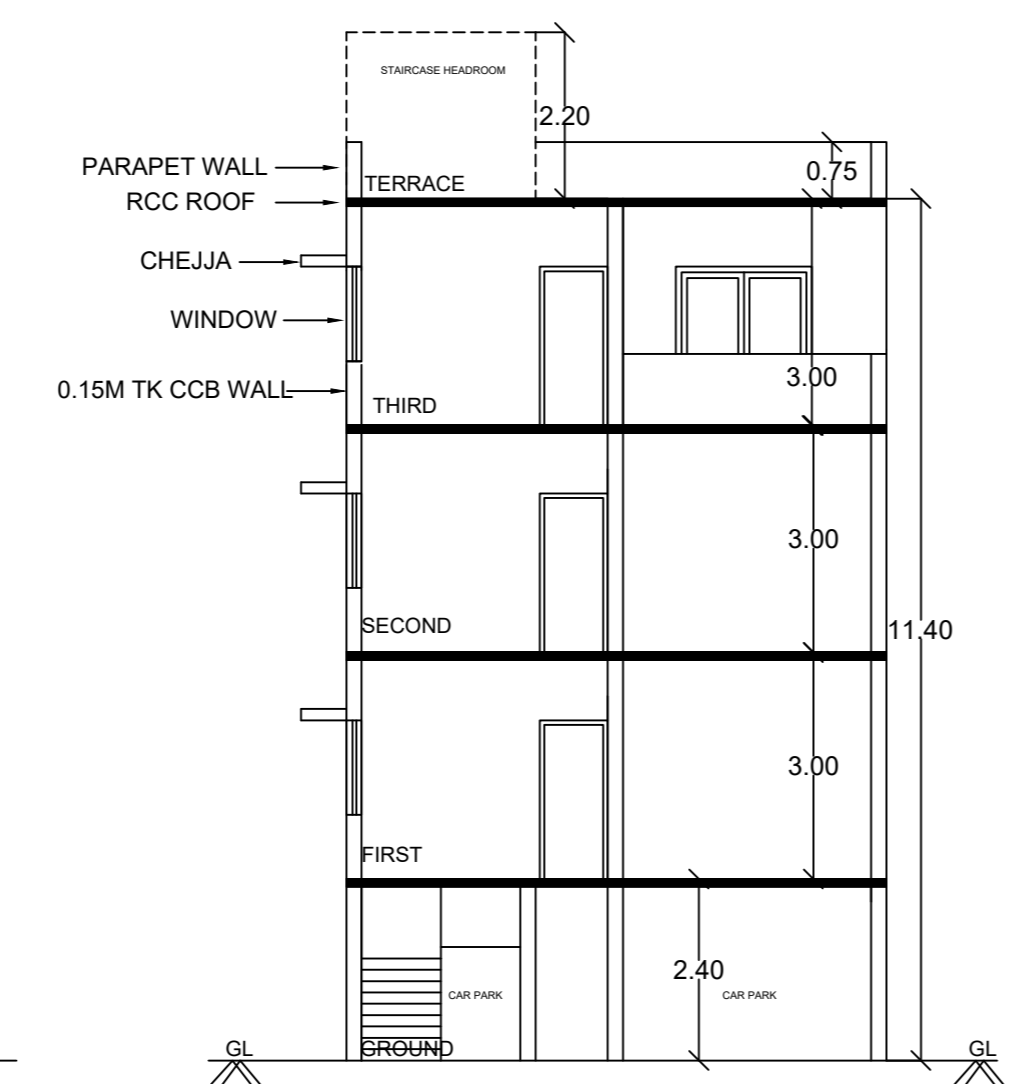 STAIRCASE HEADROOM
2.20
PARAPET WALL
0.75
TERRACE
RCC ROOF
CHEJJA
WINDOW
3.00
0.15M TK CCB WALL
THIRD
3.00
SECOND
11.40
3.00
FIRST
2.40
CAR PARK
CAR PARK
GL
GROUND
GL